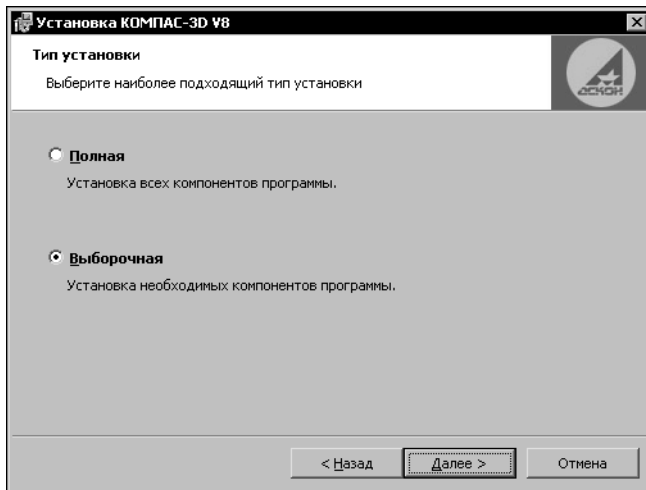 Установка КОМПАС-3D V8
Тип установки
Выберите наиболее подходящий тип установки
АСКОН
Полная
Установка всех компонентов программы.
Выборочная
Установка необходимых компонентов программы.
< Назад
Далее >
Отмена